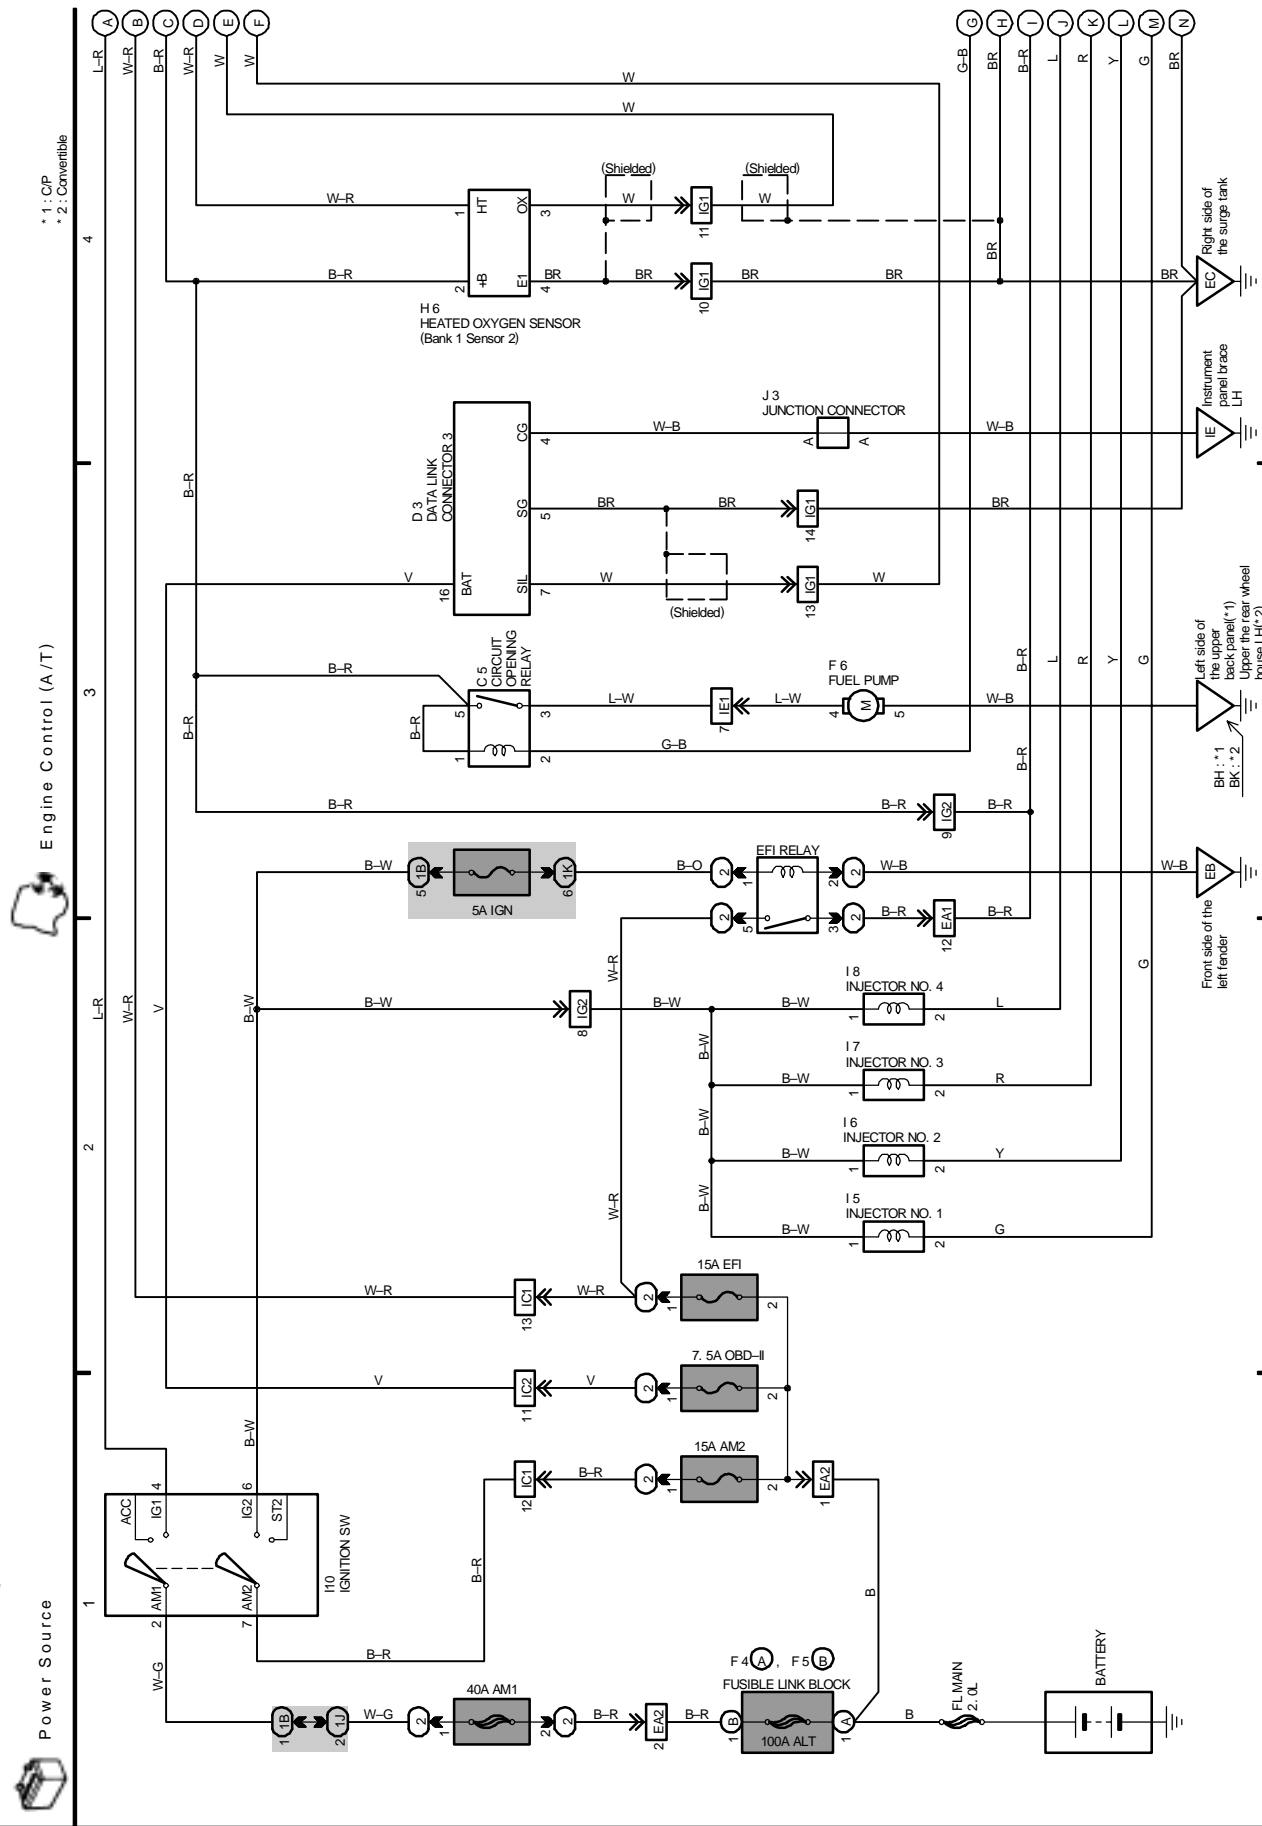 Power Source
Engine Control (A/T)
* 1 : C/P
* 2 : Convertible
1
2
3
4
A
B
C
D
E
F
L–R
W–R
B–R
W–R
W
W
G
H
I
J
K
L
M
N
G–B
BR
B–R
L
R
Y
G
BR
W
W
W–R
1
HT
OX
3
B–R
2
+B
E1
4
H 6
HEATED OXYGEN SENSOR
(Bank 1 Sensor 2)
(Shielded)
W
IG1
11
(Shielded)
W
BR
BR
IG1
10
BR
BR
BR
BR
EC
Right side of
the surge tank
D 3
DATA LINK
CONNECTOR 3
CG
4
W–B
J 3
JUNCTION CONNECTOR
A
A
W–B
IE
Instrument
panel brace
LH
SG
5
BR
BR
IG1
14
BR
V
16
BAT
SIL
7
W
(Shielded)
IG1
13
W
B–R
B–R
B–R
B–R
C 5
CIRCUIT
OPENING
RELAY
5
3
1
2
L–W
IE1
7
L–W
F 6
FUEL PUMP
4
M
5
W–B
G–B
B–R
B–R
L
R
Y
G
Left side of
the upper
back panel(*1)
Upper the rear wheel
house LH(*2)
BH : *1
BK : *2
B–R
B–R
IG2
9
B–R
B–W
1B
5
5A IGN
1K
6
B–O
EFI RELAY
2
1
2
2
W–B
W–B
EB
Front side of the
left fender
2
5
3
2
B–R
EA1
12
B–R
W–R
L–R
W–R
V
B–W
B–W
IG2
8
B–W
B–W
I 8
INJECTOR NO. 4
1
2
L
G
B–W
B–W
I 7
INJECTOR NO. 3
1
2
R
B–W
B–W
I 6
INJECTOR NO. 2
1
2
Y
B–W
B–W
I 5
INJECTOR NO. 1
1
2
G
W–R
W–R
IC1
13
W–R
2
1
15A EFI
2
V
IC2
11
V
2
1
7. 5A OBD–II
2
B–W
IC1
12
B–R
2
1
15A AM2
2
EA2
1
B
ACC
IG1
4
IG2
6
ST2
AM1
2
AM2
7
I10
IGNITION SW
B–R
B–R
W–G
1B
1
1J
2
W–G
2
1
40A AM1
2
2
B–R
EA2
2
B–R
B
1
F 4 A , F 5 B
FUSIBLE LINK BLOCK
100A ALT
A
1
B
FL MAIN
2. 0L
BATTERY